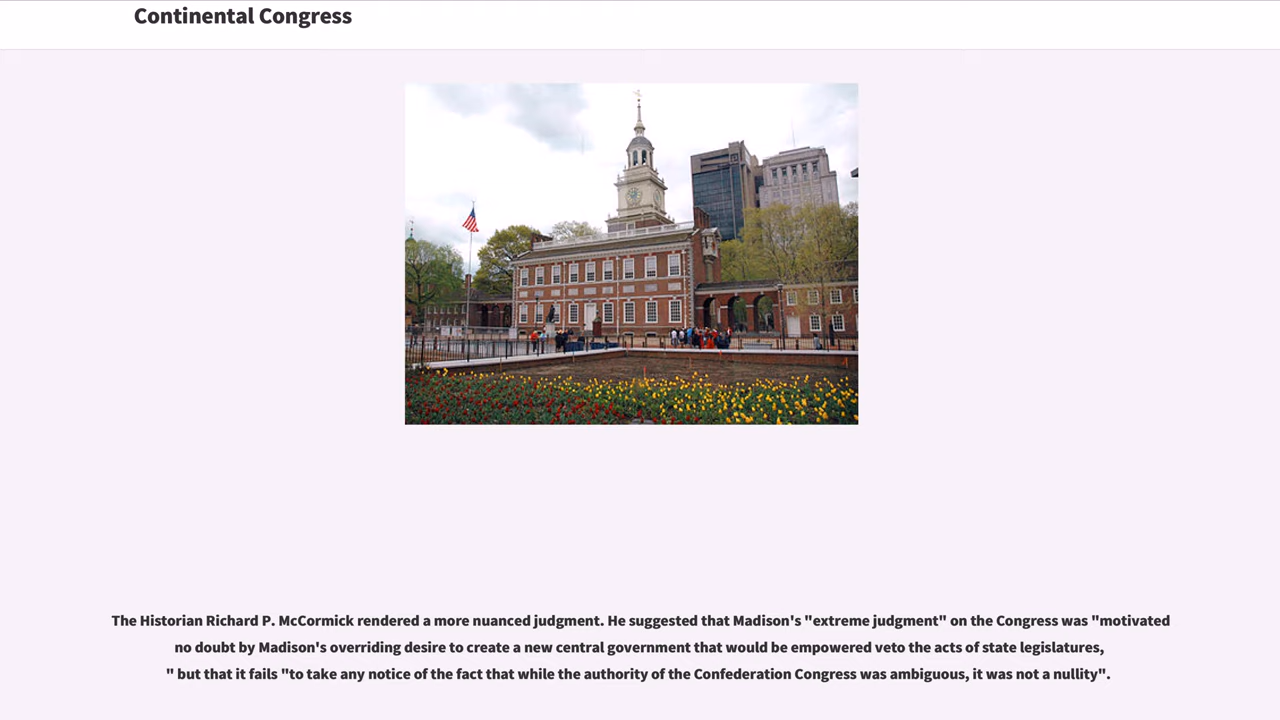 Continental Congress
The Historian Richard P. McCormick rendered a more nuanced judgment. He suggested that Madison's "extreme judgment" on the Congress was "motivated
no doubt by Madison's overriding desire to create a new central government that would be empowered veto the acts of state legislatures,
" but that it fails "to take any notice of the fact that while the authority of the Confederation Congress was ambiguous, it was not a nullity".